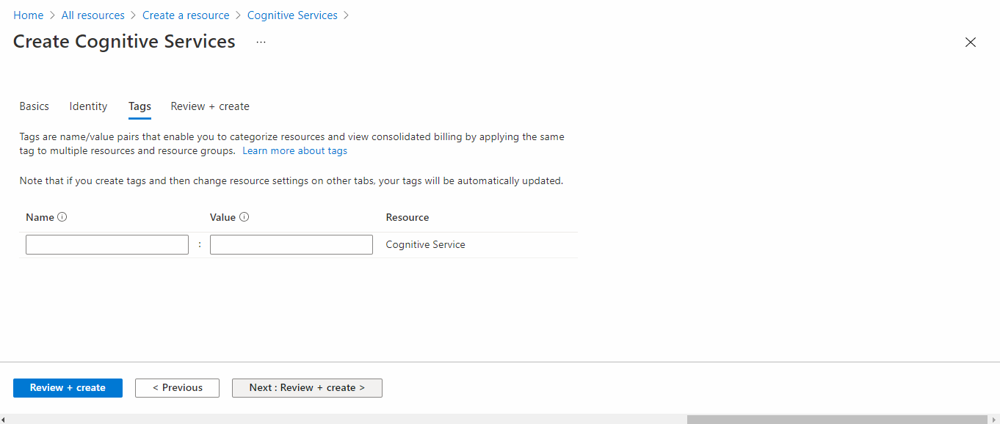 Home > All resources > Create a resource > Cognitive Services >
Create Cognitive Services ...
Basics Identity Tags Review + create
Tags are name/value pairs that enable you to categorize resources and view consolidated billing by applying the same
tag to multiple resources and resource groups. Learn more about tags
Note that if you create tags and then change resource settings on other tabs, your tags will be automatically updated.
Name Value Resource
: Cognitive Service
Review + create < Previous Next : Review + create >